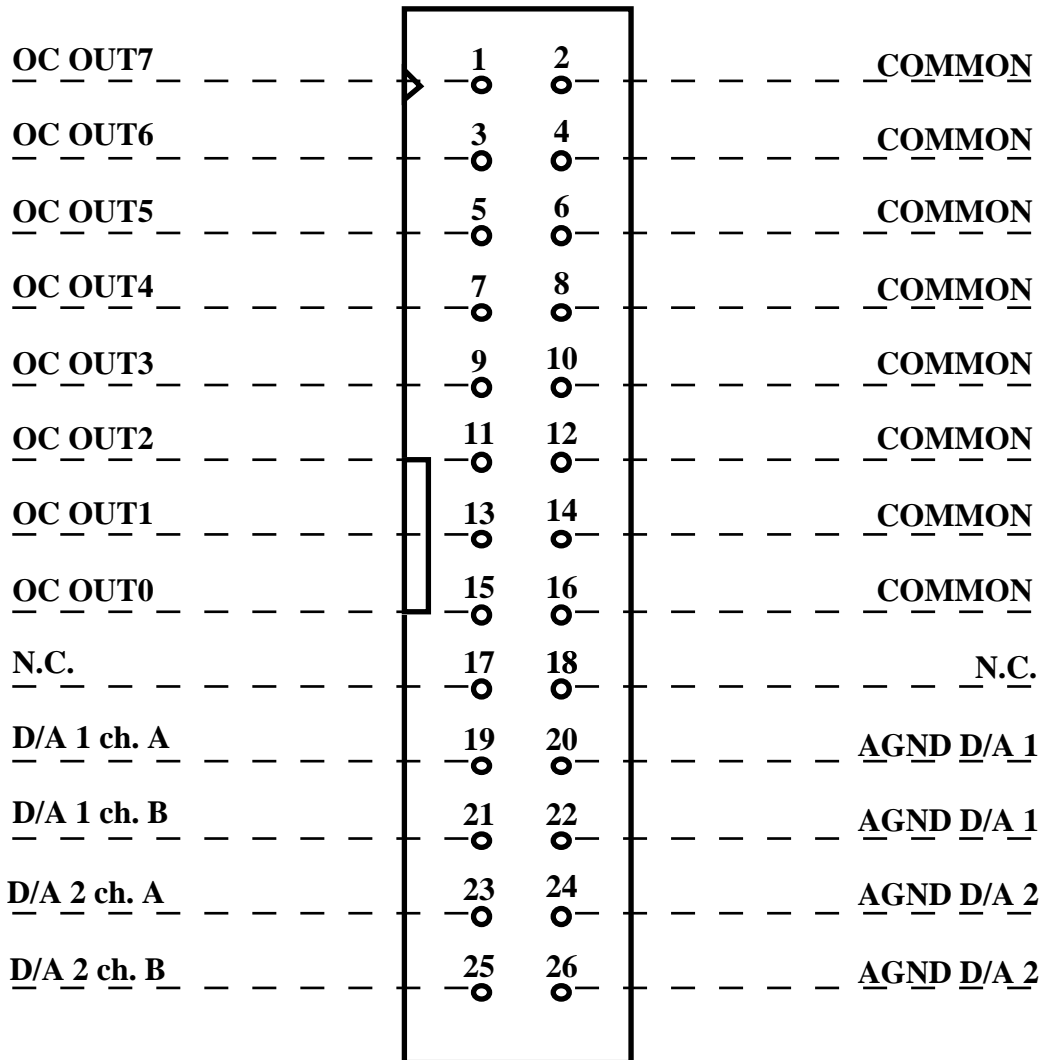 OC OUT7 1 2 COMMON
OC OUT6 3 4 COMMON
OC OUT5 5 6 COMMON
OC OUT4 7 8 COMMON
OC OUT3 9 10 COMMON
OC OUT2 11 12 COMMON
OC OUT1 13 14 COMMON
OC OUT0 15 16 COMMON
N.C. 17 18 N.C.
D/A 1 ch. A 19 20 AGND D/A 1
D/A 1 ch. B 21 22 AGND D/A 1
D/A 2 ch. A 23 24 AGND D/A 2
D/A 2 ch. B 25 26 AGND D/A 2